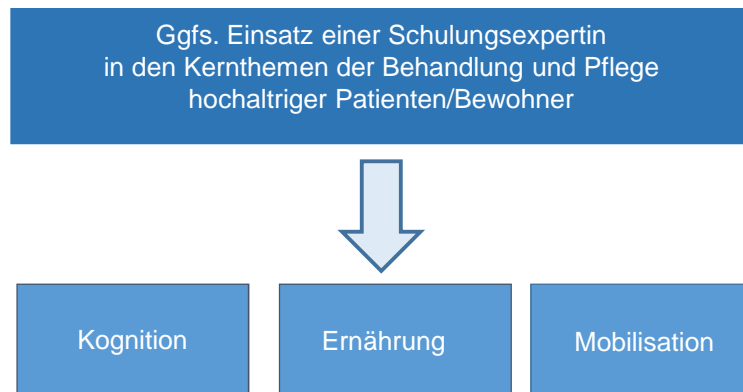 Ggfs. Einsatz einer Schulungsexpertin
in den Kernthemen der Behandlung und Pflege
hochaltriger Patienten/Bewohner
Kognition
Ernährung
Mobilisation